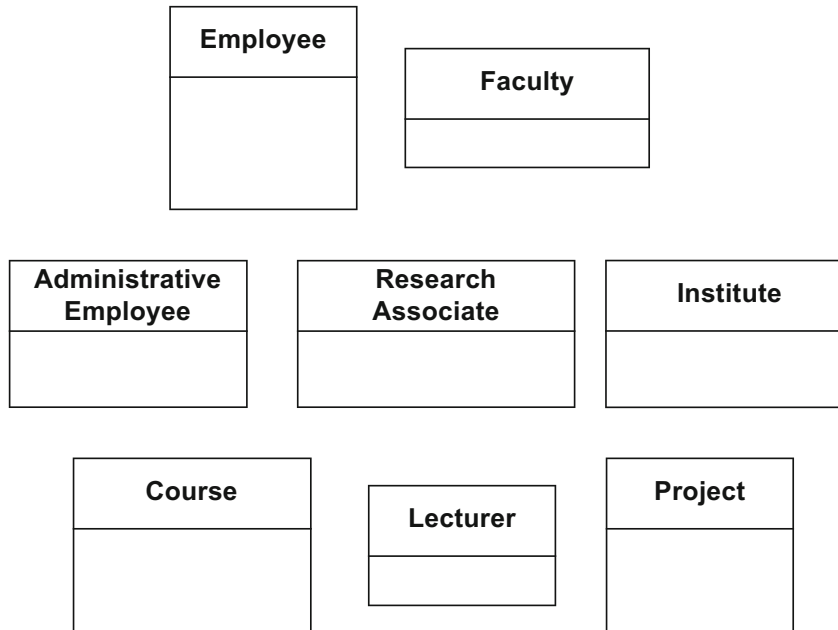 Employee
Faculty
Administrative
Employee
Research
Associate
Institute
Course
Lecturer
Project